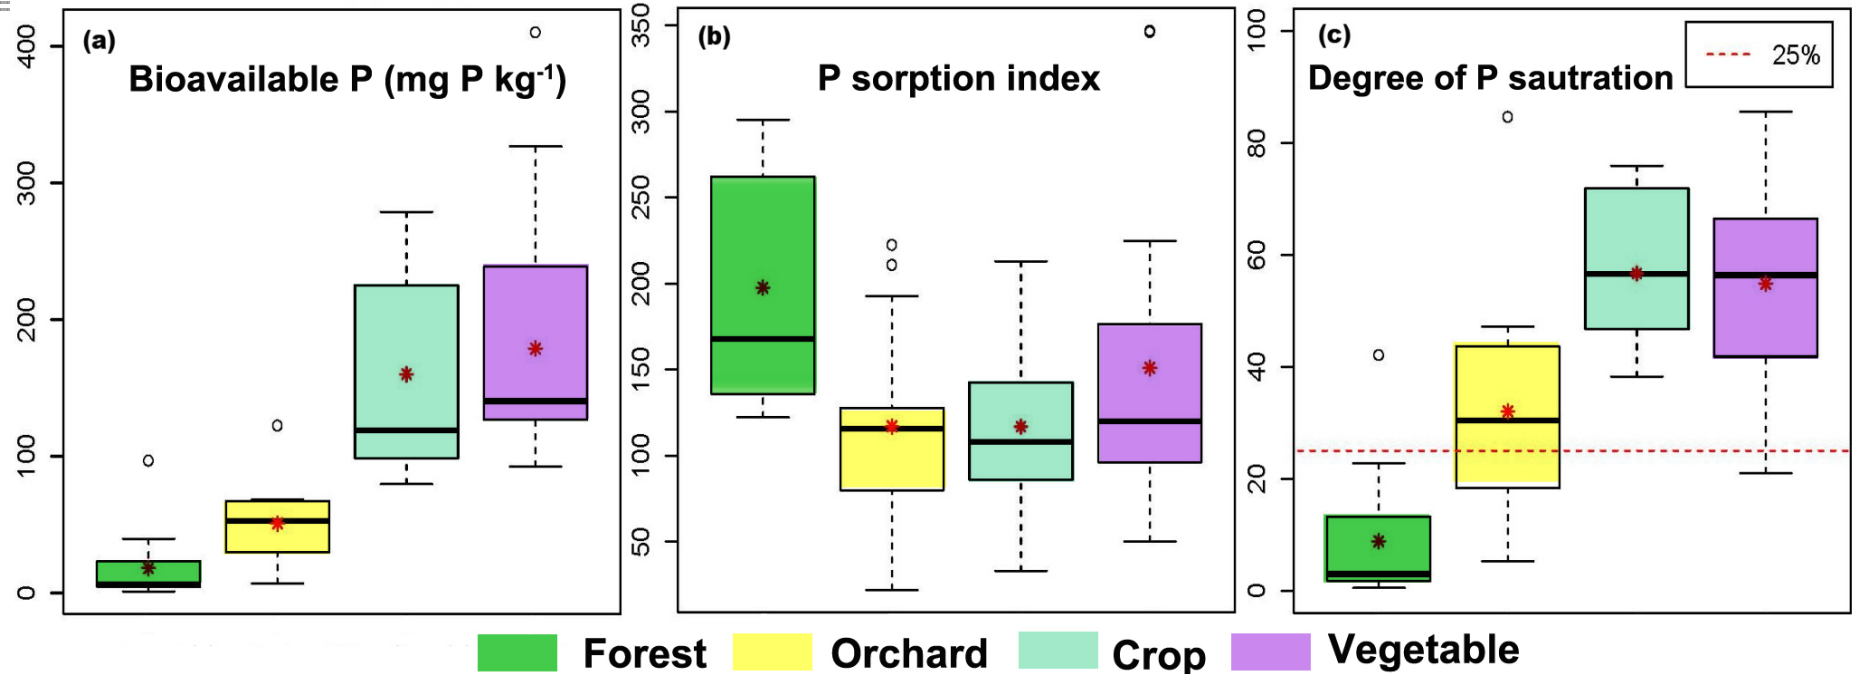 (a)
Bioavailable P (mg P kg⁻¹)
400
300
200
100
0
(b)
P sorption index
350
300
250
200
150
100
50
(c)
Degree of P sautration
25%
100
80
60
40
20
0
Forest
Orchard
Crop
Vegetable